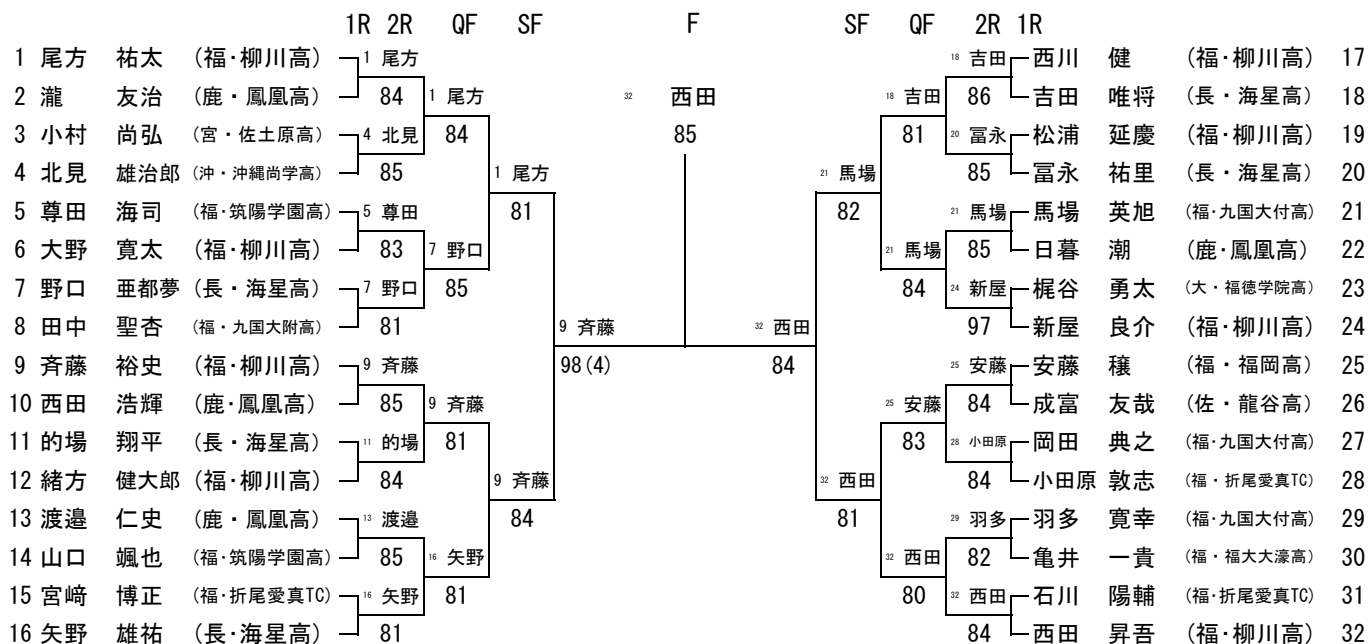 1R 2R QF SF F SF QF 2R 1R
1 尾方 祐太 (福・柳川高) 1 尾方 18 吉田 西川 健 (福・柳川高) 17
2 瀧 友治 (鹿・鳳凰高) 84 1 尾方 32 西田 18 吉田 86 吉田 唯将 (長・海星高) 18
3 小村 尚弘 (宮・佐土原高) 4 北見 84 85 81 20 冨永 松浦 延慶 (福・柳川高) 19
4 北見 雄治郎 (沖・沖縄尚学高) 85 1 尾方 21 馬場 85 冨永 祐里 (長・海星高) 20
5 尊田 海司 (福・筑陽学園高) 5 尊田 81 82 21 馬場 馬場 英旭 (福・九国大付高) 21
6 大野 寛太 (福・柳川高) 83 7 野口 21 馬場 85 日暮 潮 (鹿・鳳凰高) 22
7 野口 亜都夢 (長・海星高) 7 野口 85 84 24 新屋 梶谷 勇太 (大・福徳学院高) 23
8 田中 聖杏 (福・九国大附高) 81 9 斉藤 32 西田 97 新屋 良介 (福・柳川高) 24
9 斉藤 裕史 (福・柳川高) 9 斉藤 98(4) 84 25 安藤 安藤 穣 (福・福岡高) 25
10 西田 浩輝 (鹿・鳳凰高) 85 9 斉藤 25 安藤 84 成富 友哉 (佐・龍谷高) 26
11 的場 翔平 (長・海星高) 11 的場 81 83 28 小田原 岡田 典之 (福・九国大付高) 27
12 緒方 健太郎 (福・柳川高) 84 9 斉藤 32 西田 84 小田原 敦志 (福・折尾愛真TC) 28
13 渡邉 仁史 (鹿・鳳凰高) 13 渡邉 84 81 29 羽多 羽多 寛幸 (福・九国大付高) 29
14 山口 颯也 (福・筑陽学園高) 85 16 矢野 32 西田 82 亀井 一貴 (福・福大大濠高) 30
15 宮﨑 博正 (福・折尾愛真TC) 16 矢野 81 80 32 西田 石川 陽輔 (福・折尾愛真TC) 31
16 矢野 雄祐 (長・海星高) 81 84 西田 昇吾 (福・柳川高) 32